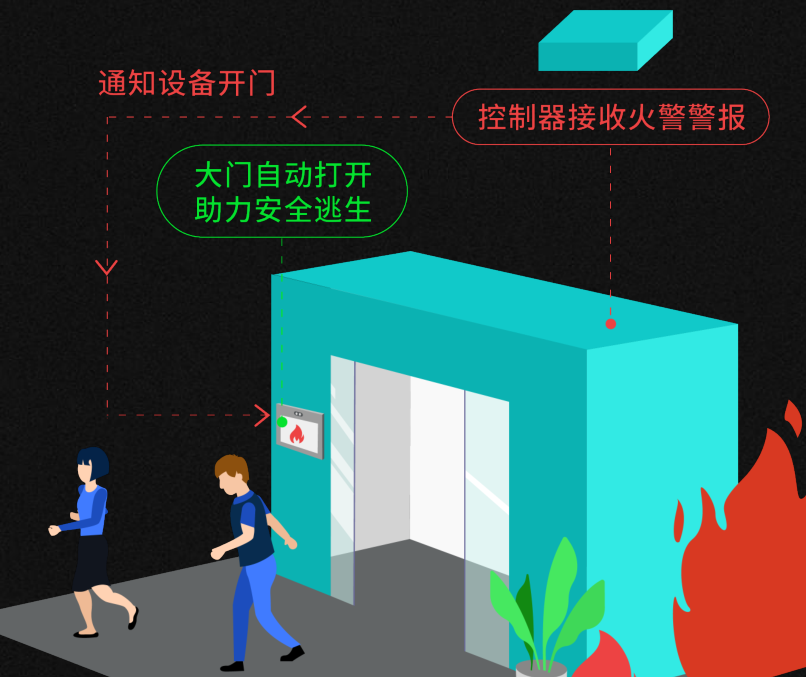 通知设备开门
控制器接收火警警报
大门自动打开
助力安全逃生